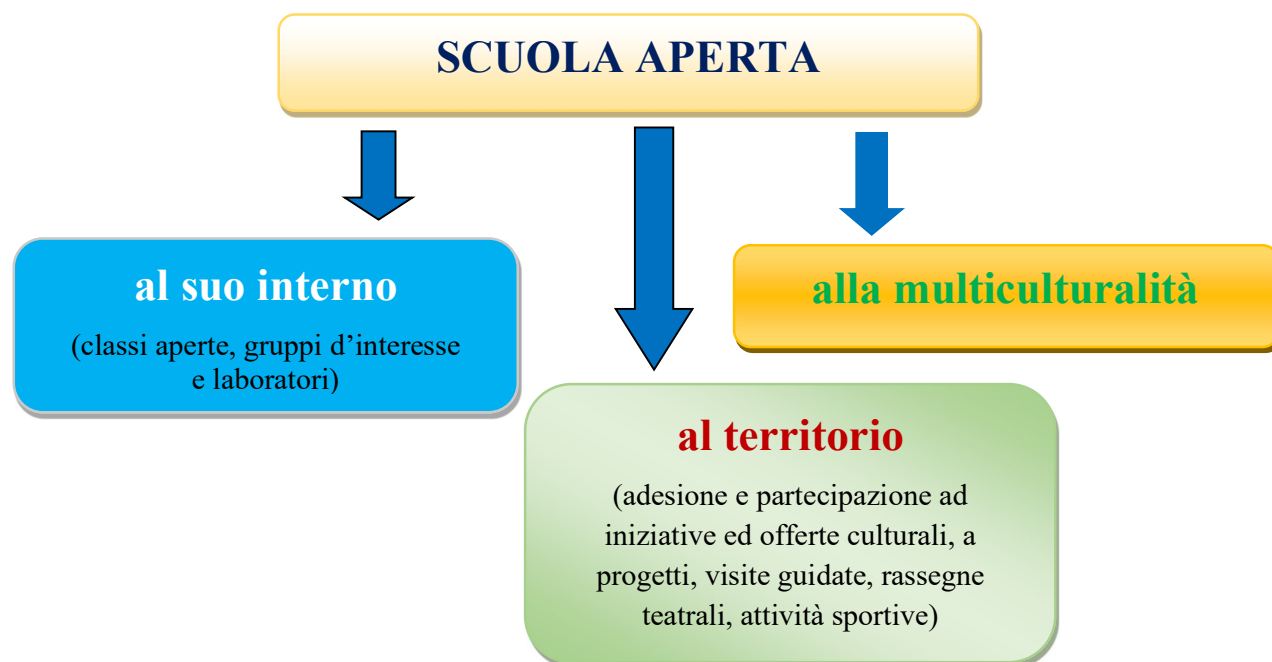 SCUOLA APERTA
al suo interno
(classi aperte, gruppi d’interesse
e laboratori)
alla multiculturalità
al territorio
(adesione e partecipazione ad
iniziative ed offerte culturali, a
progetti, visite guidate, rassegne
teatrali, attività sportive)